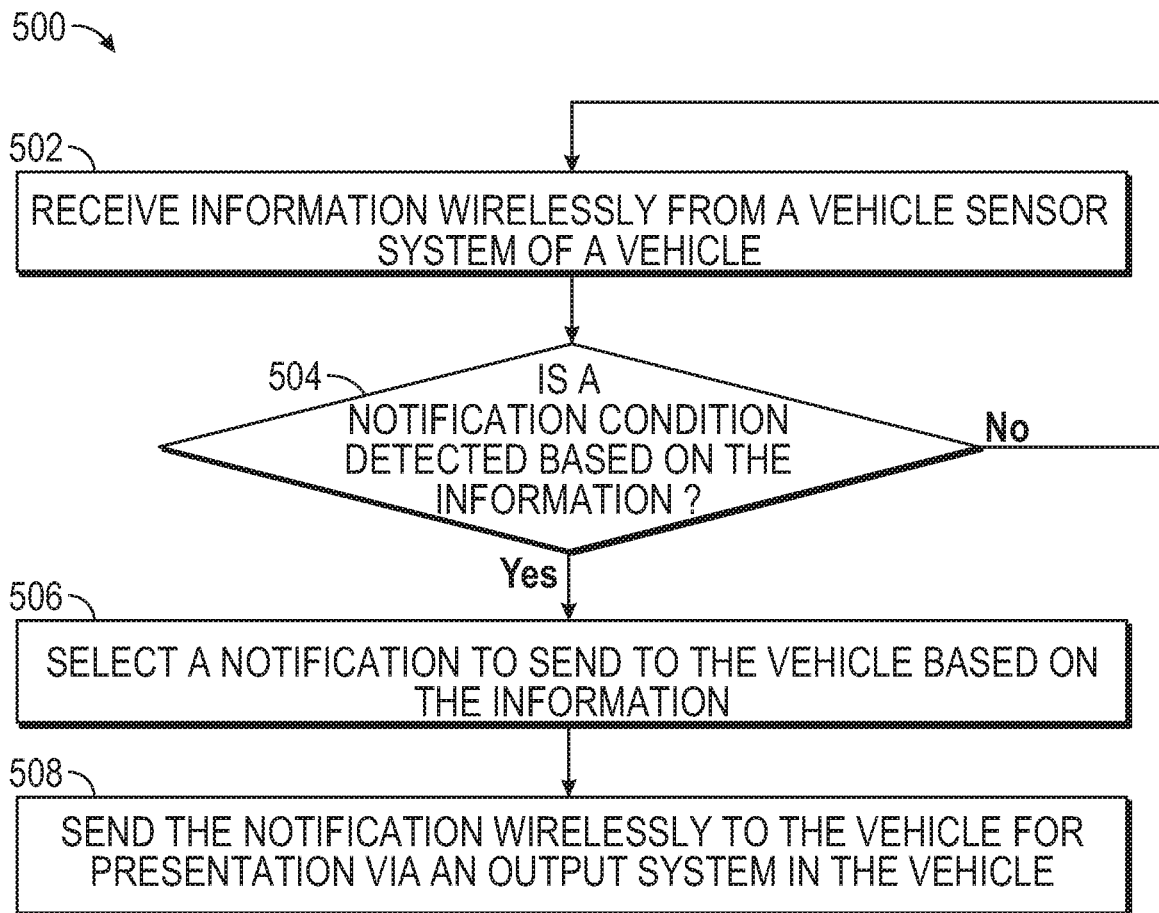 500
502
RECEIVE INFORMATION WIRELESSLY FROM A VEHICLE SENSOR
SYSTEM OF A VEHICLE
504
IS A
NOTIFICATION CONDITION
DETECTED BASED ON THE
INFORMATION ?
No
Yes
506
SELECT A NOTIFICATION TO SEND TO THE VEHICLE BASED ON
THE INFORMATION
508
SEND THE NOTIFICATION WIRELESSLY TO THE VEHICLE FOR
PRESENTATION VIA AN OUTPUT SYSTEM IN THE VEHICLE